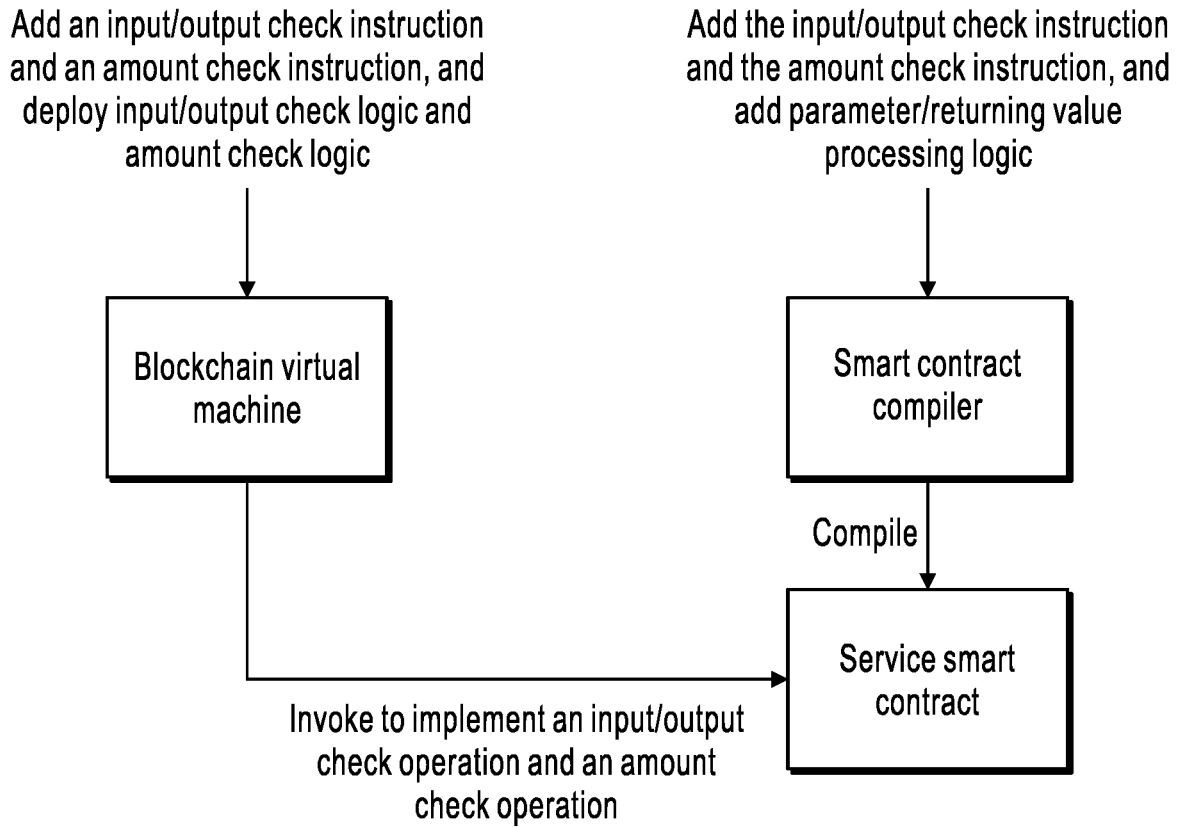 Add an input/output check instruction
and an amount check instruction, and
deploy input/output check logic and
amount check logic
Add the input/output check instruction
and the amount check instruction, and
add parameter/returning value
processing logic
Blockchain virtual
machine
Smart contract
compiler
Compile
Service smart
contract
Invoke to implement an input/output
check operation and an amount
check operation